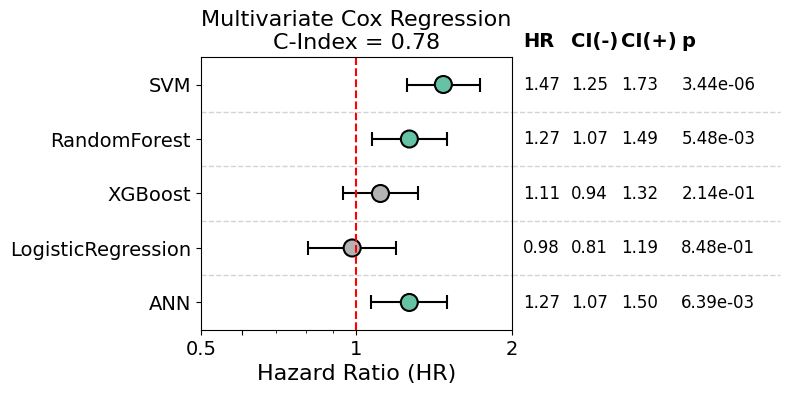 Multivariate Cox Regression
C-Index = 0.78
HR CI(-) CI(+) p
SVM 1.47 1.25 1.73 3.44e-06
RandomForest 1.27 1.07 1.49 5.48e-03
XGBoost 1.11 0.94 1.32 2.14e-01
LogisticRegression 0.98 0.81 1.19 8.48e-01
ANN 1.27 1.07 1.50 6.39e-03
0.5 1 2
Hazard Ratio (HR)